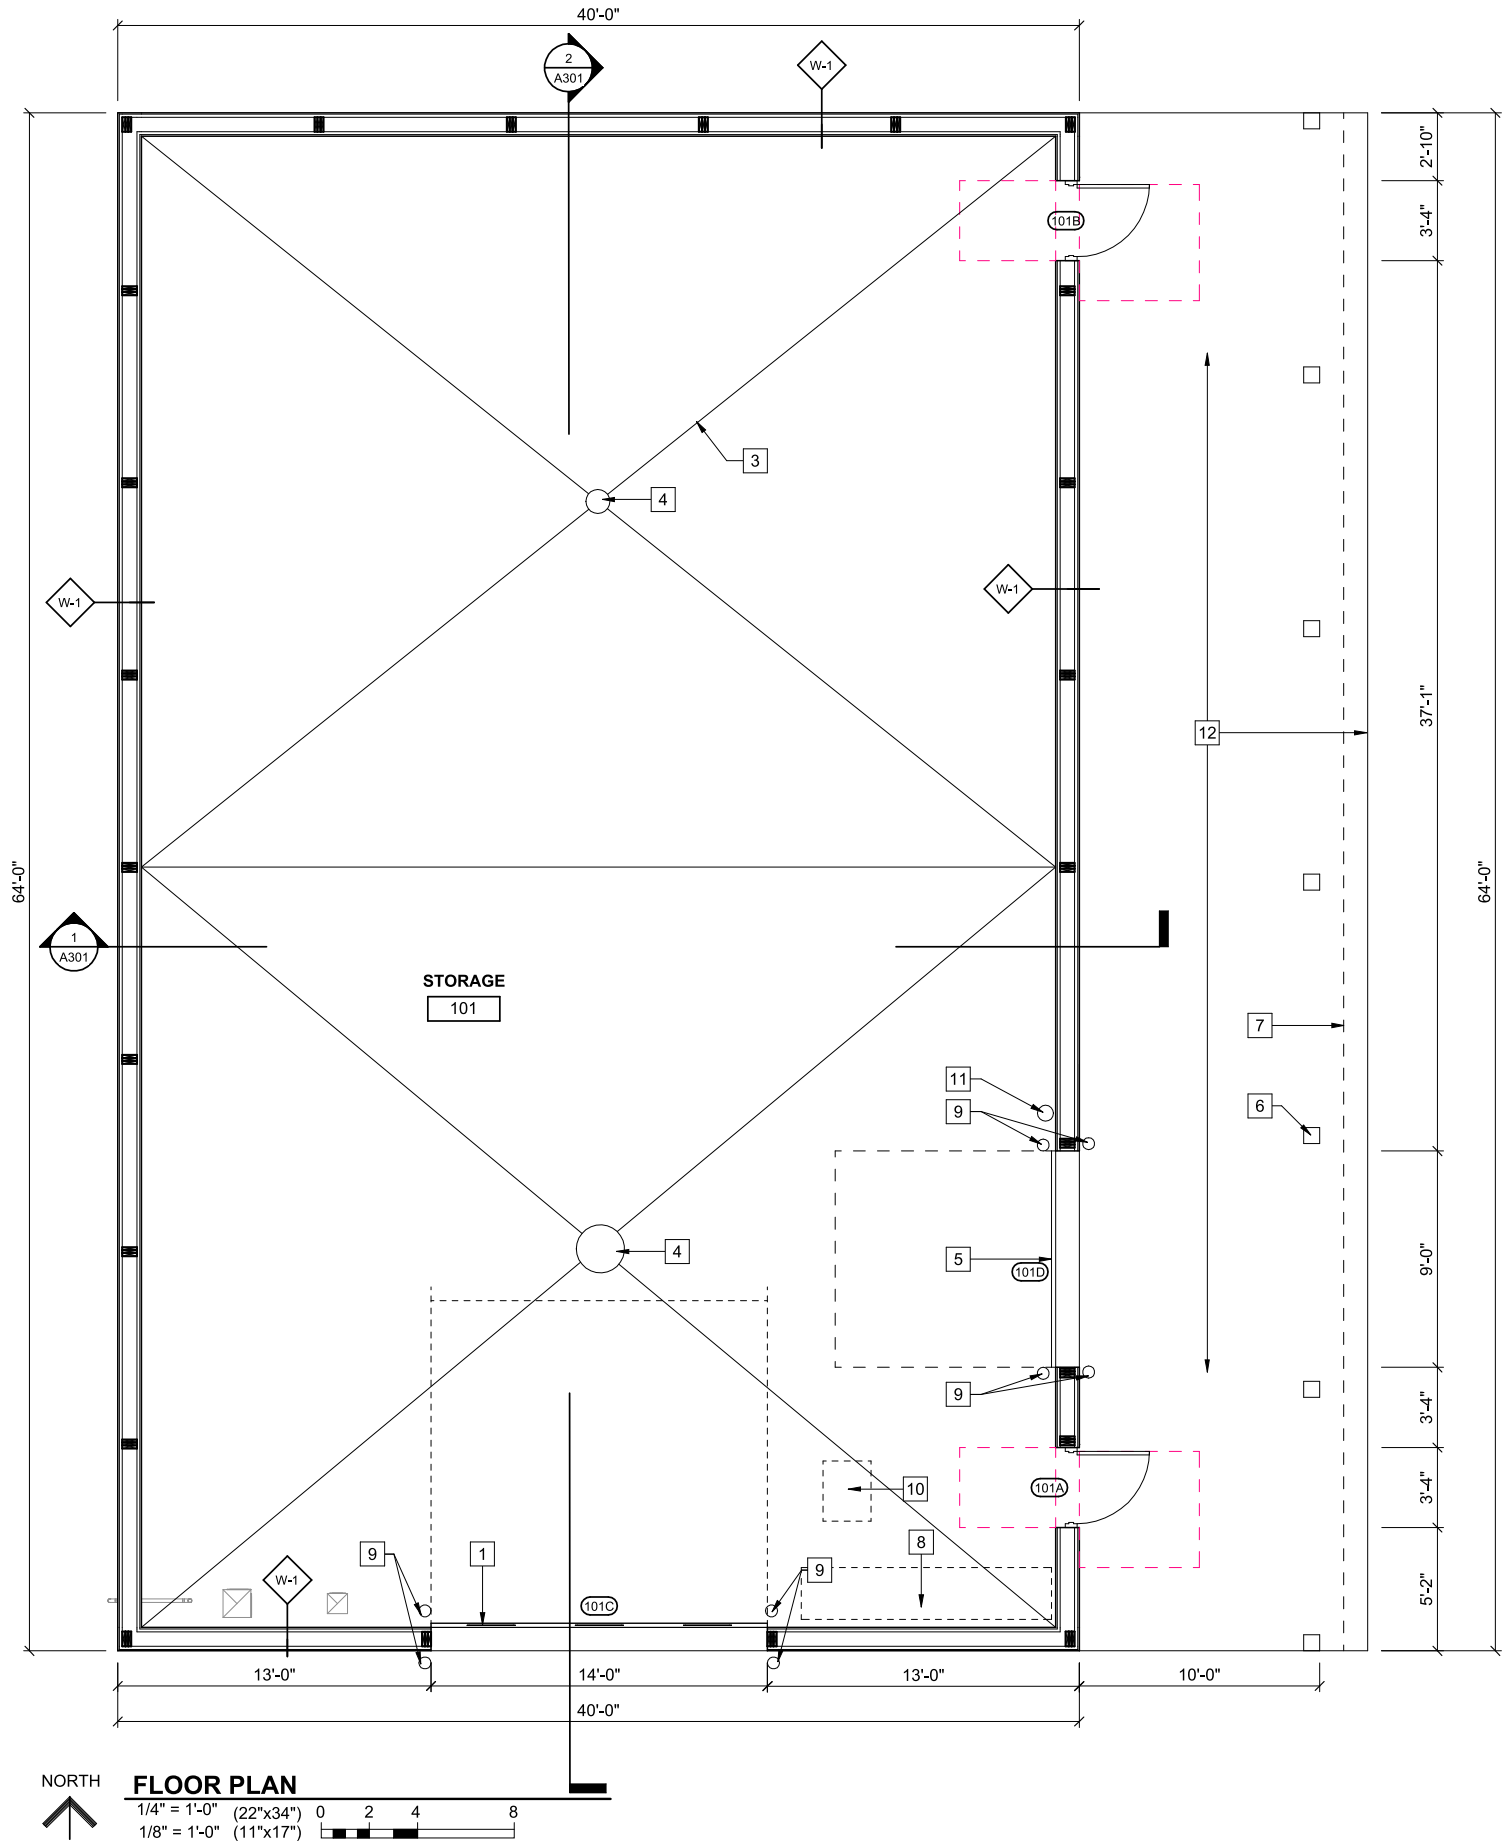 40'-0"
2
A301
W-1
2'-10"
3'-4"
101B
3
4
W-1
W-1
37'-1"
12
64'-0"
64'-0"
1
A301
STORAGE
101
7
11
9
6
4
5
101D
9'-0"
9
3'-4"
10
101A
3'-4"
9
1
8
9
W-1
101C
5'-2"
13'-0"
14'-0"
13'-0"
10'-0"
40'-0"
NORTH
FLOOR PLAN
1/4" = 1'-0" (22"x34")
1/8" = 1'-0" (11"x17")
0 2 4 8